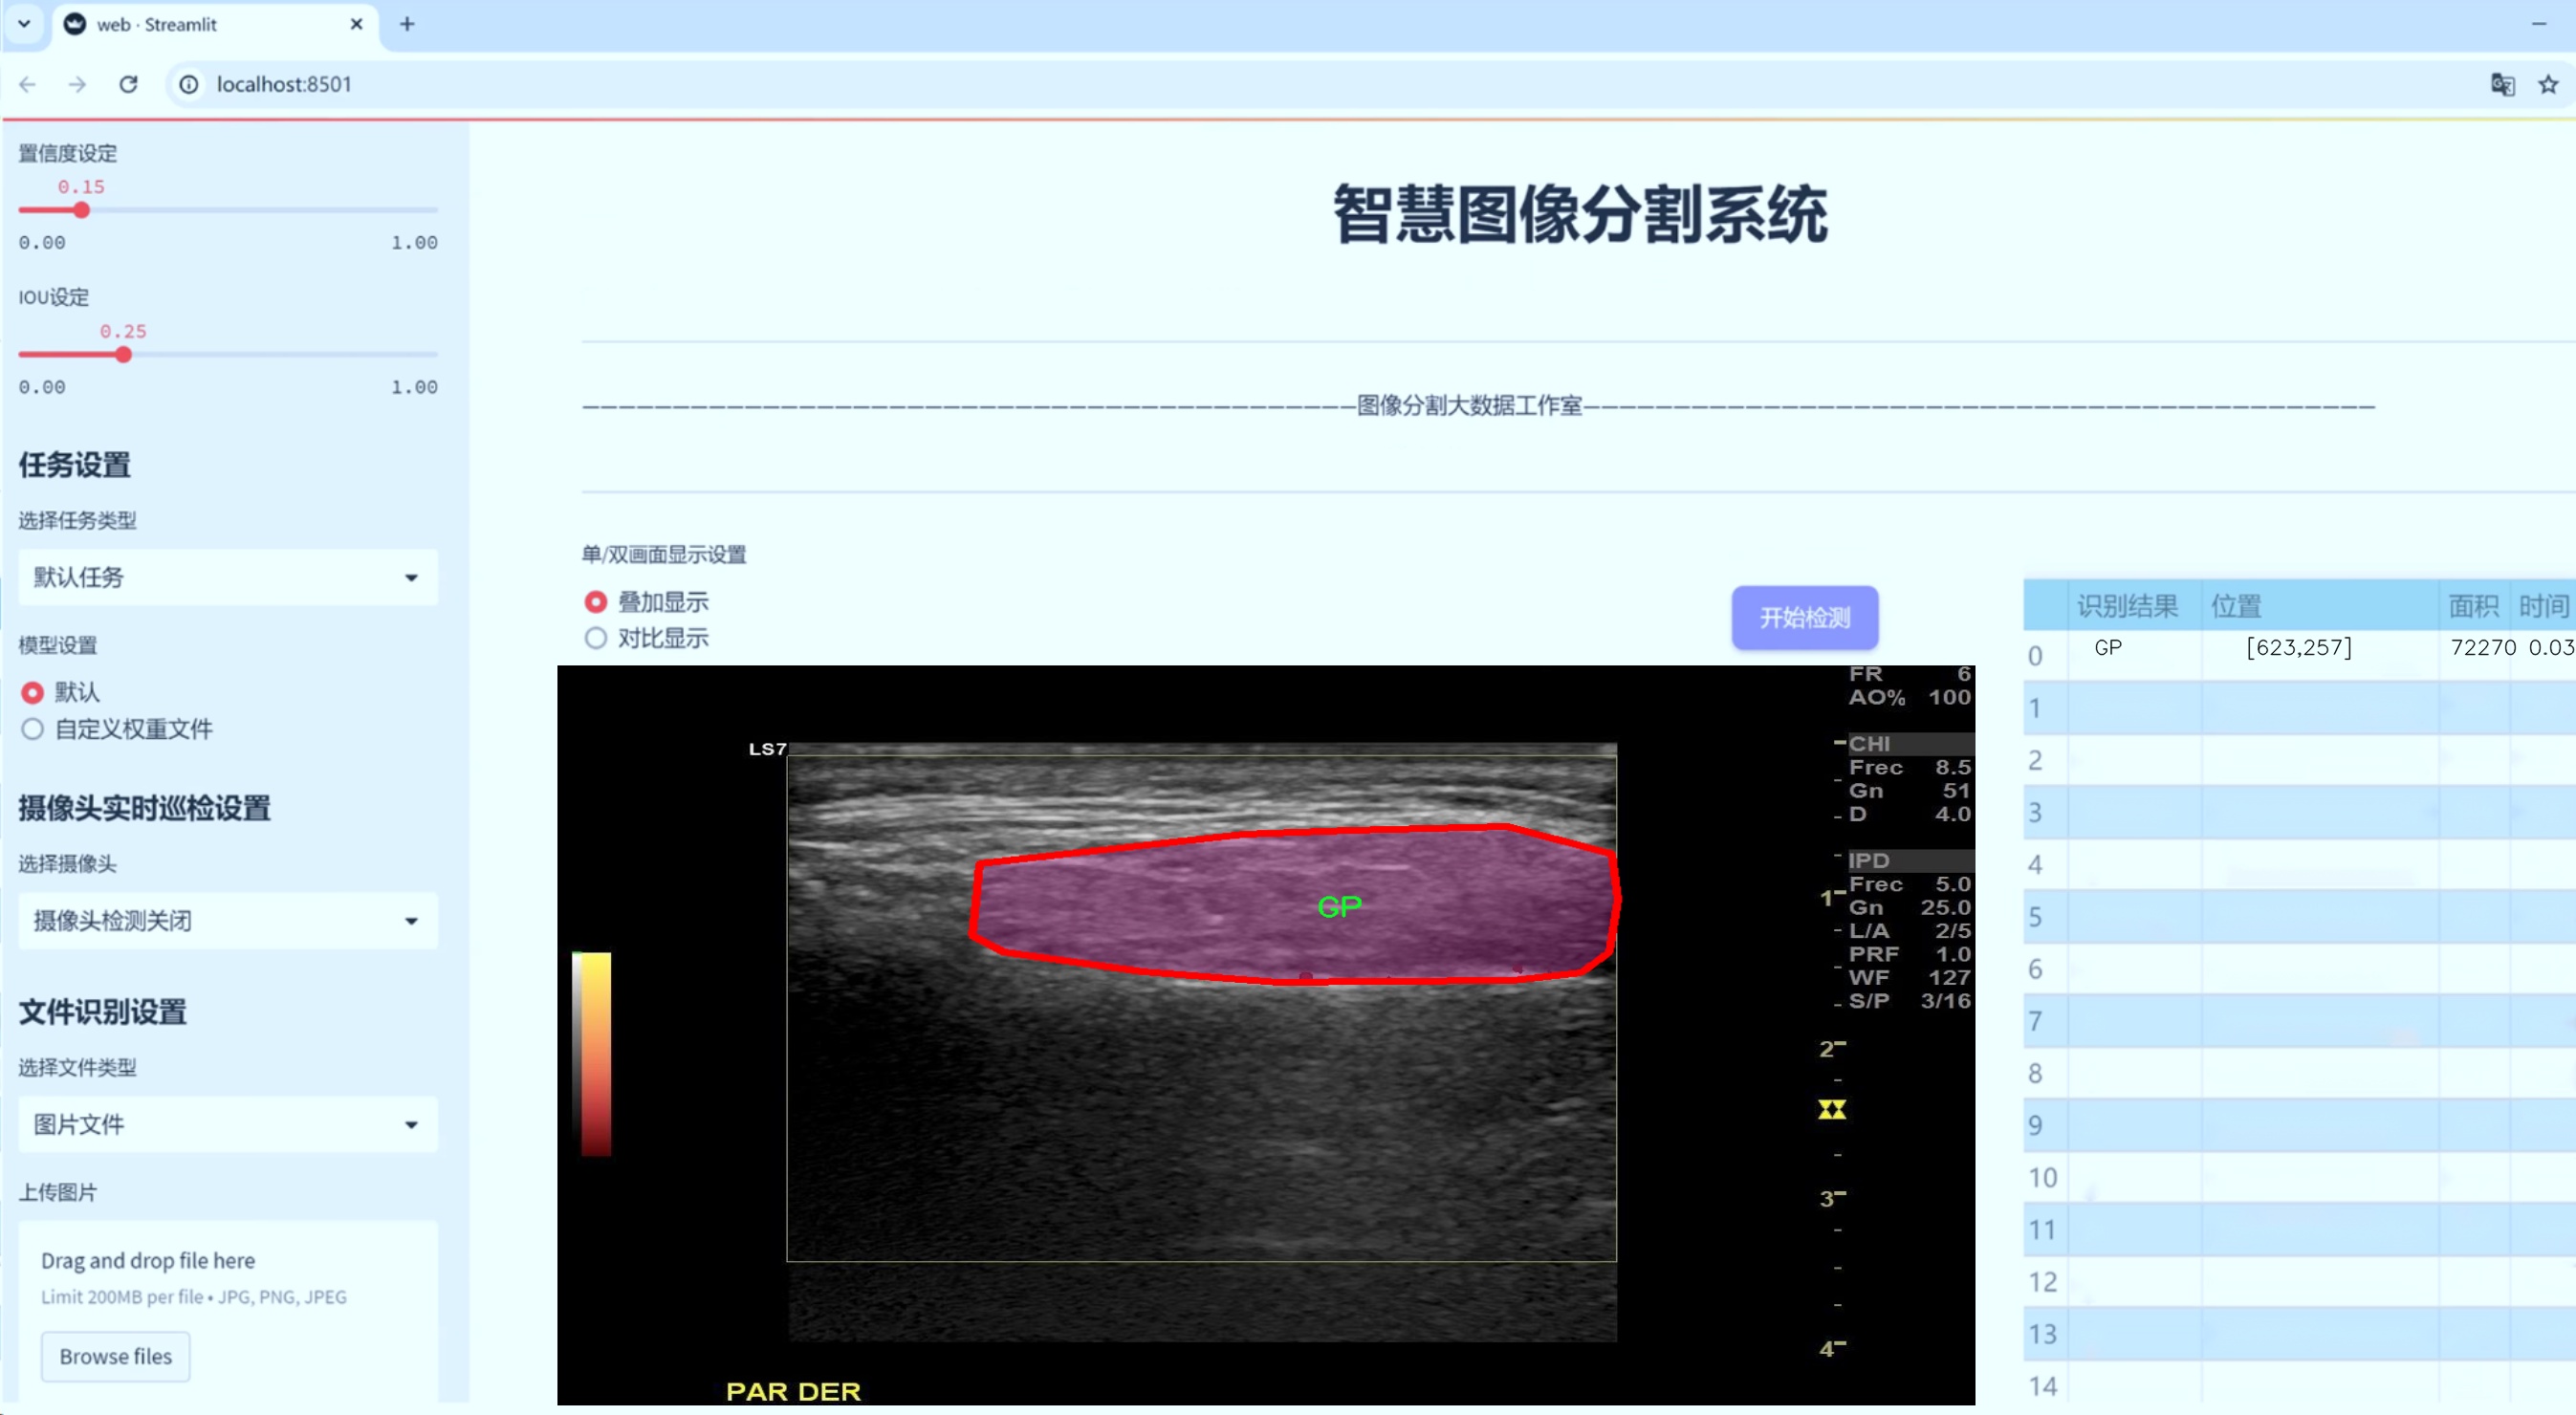 web · Streamlit
localhost:8501
置信度设定
0.15
0.00 1.00
IOU设定
0.25
0.00 1.00
任务设置
选择任务类型
默认任务
模型设置
默认
自定义权重文件
摄像头实时巡检设置
选择摄像头
摄像头检测关闭
文件识别设置
选择文件类型
图片文件
上传图片
Drag and drop file here
Limit 200MB per file • JPG, PNG, JPEG
Browse files
智慧图像分割系统
图像分割大数据工作室
单/双画面显示设置
叠加显示
对比显示
开始检测
LS7
GP
PAR DER
FR 6
AO% 100
CHI
Frec 8.5
Gn 51
D 4.0
IPD
Frec 5.0
Gn 25.0
L/A 2/5
PRF 1.0
WF 127
S/P 3/16
1
2
3
4
识别结果 位置 面积 时间
0 GP [623,257] 72270 0.03
1
2
3
4
5
6
7
8
9
10
11
12
13
14